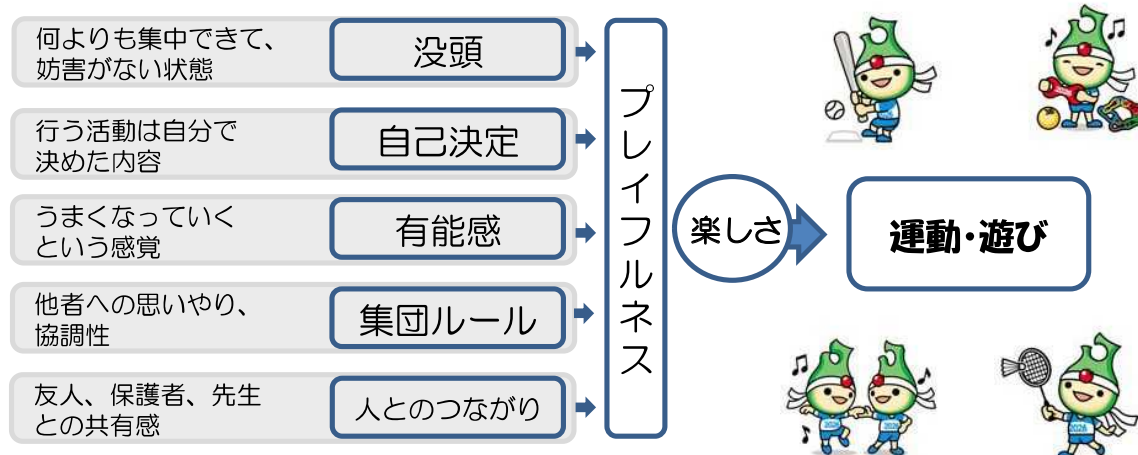 何よりも集中できて、
妨害がない状態
没頭
行う活動は自分で
決めた内容
自己決定
うまくなっていく
という感覚
有能感
他者への思いやり、
協調性
集団ルール
友人、保護者、先生
との共有感
人とのつながり
プレイフルネス
楽しさ
運動・遊び
2026
2026
2026